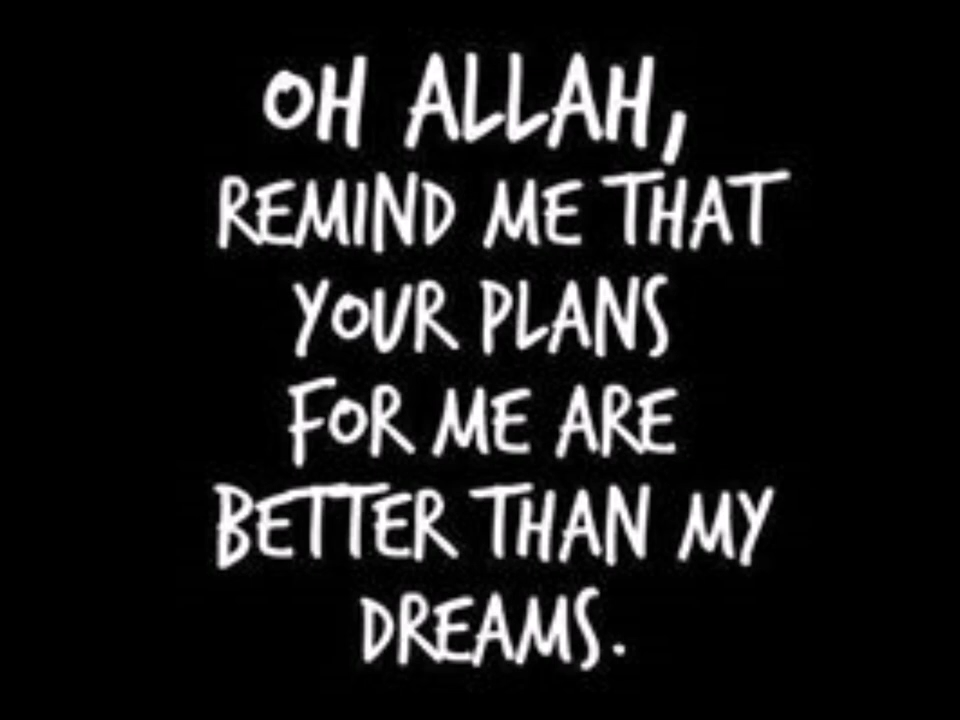 OH ALLAH,
REMIND ME THAT
YOUR PLANS
FOR ME ARE
BETTER THAN MY
DREAMS.